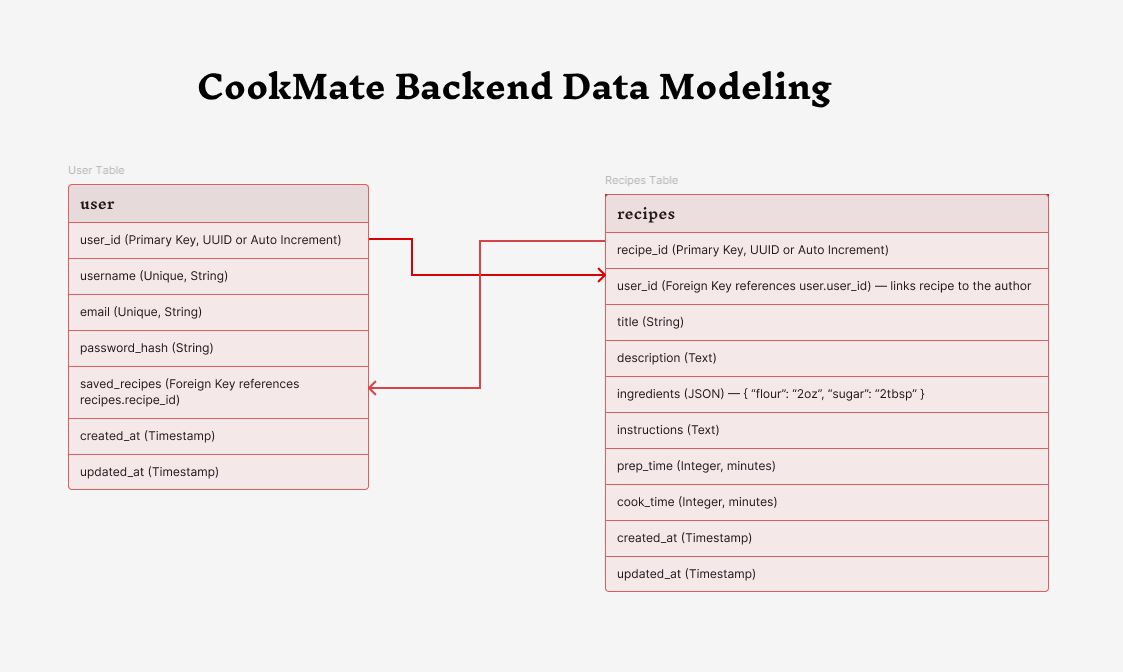 CookMate Backend Data Modeling
User Table
user
user_id (Primary Key, UUID or Auto Increment)
username (Unique, String)
email (Unique, String)
password_hash (String)
saved_recipes (Foreign Key references
recipes.recipe_id)
created_at (Timestamp)
updated_at (Timestamp)
Recipes Table
recipes
recipe_id (Primary Key, UUID or Auto Increment)
user_id (Foreign Key references user.user_id) — links recipe to the author
title (String)
description (Text)
ingredients (JSON) — { “flour”: “2oz”, “sugar”: “2tbsp” }
instructions (Text)
prep_time (Integer, minutes)
cook_time (Integer, minutes)
created_at (Timestamp)
updated_at (Timestamp)